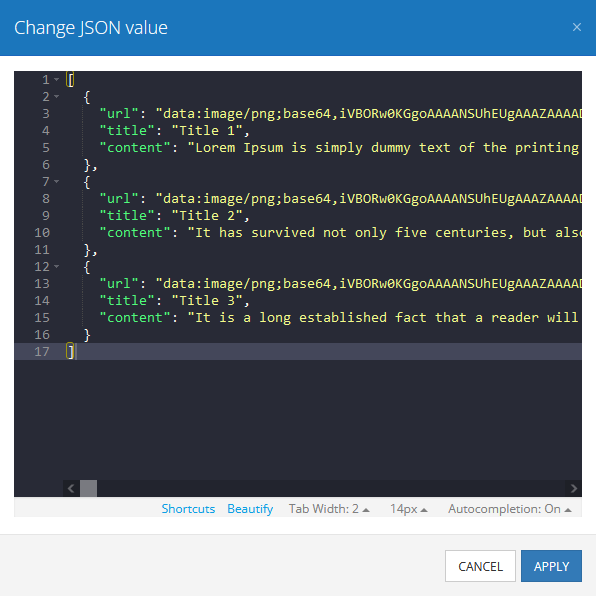 Change JSON value ×
1 [
2 {
3 "url": "data:image/png;base64,iVBORw0KGgoAAAANSUhEUgAAAZAAAAD
4 "title": "Title 1",
5 "content": "Lorem Ipsum is simply dummy text of the printing
6 },
7 {
8 "url": "data:image/png;base64,iVBORw0KGgoAAAANSUhEUgAAAZAAAAD
9 "title": "Title 2",
10 "content": "It has survived not only five centuries, but also
11 },
12 {
13 "url": "data:image/png;base64,iVBORw0KGgoAAAANSUhEUgAAAZAAAAD
14 "title": "Title 3",
15 "content": "It is a long established fact that a reader will
16 }
17 ]
Shortcuts Beautify Tab Width: 2 14px Autocompletion: On
CANCEL APPLY